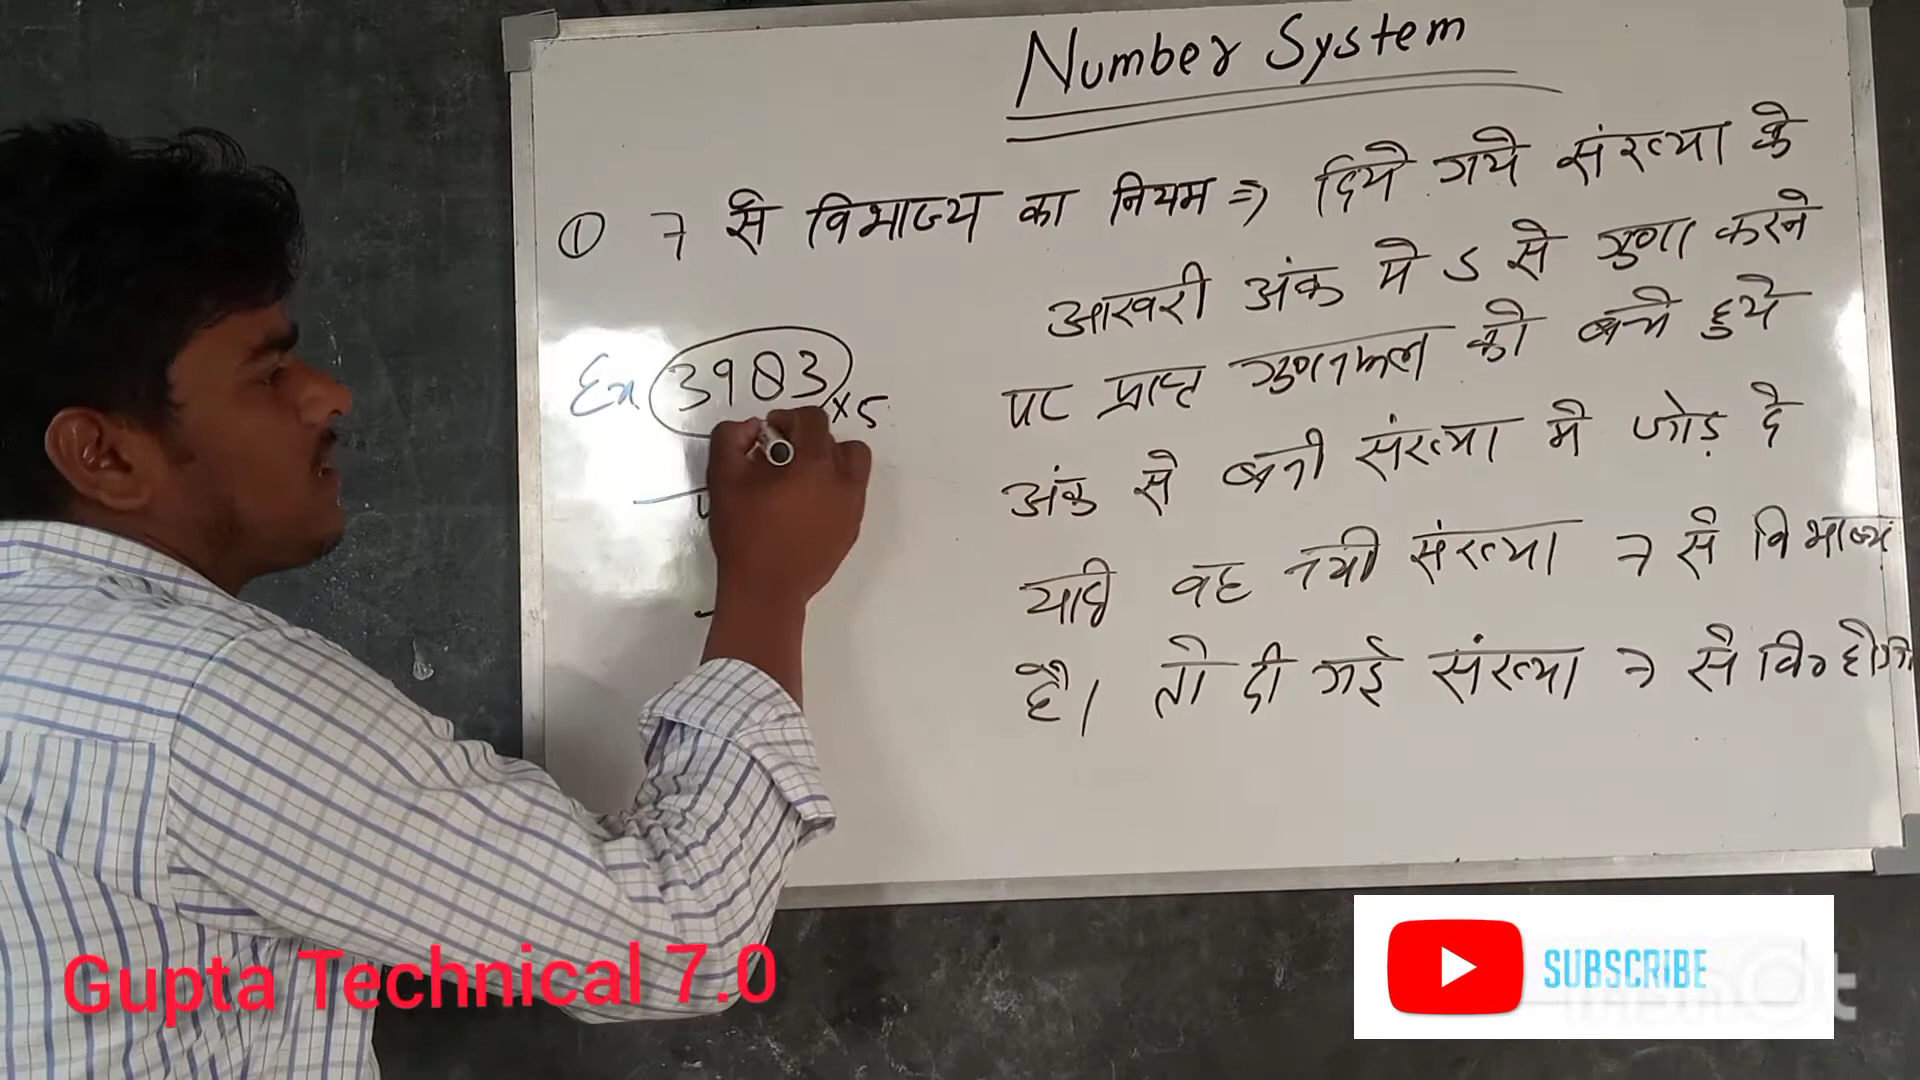 Number System
① 7 से विभाज्य का नियम ⇒ दिये गये संख्या के
आखरी अंक मे 5 से गुणा करने
पर प्राप्त गुणनफल को बचे हुये
अंक से बनी संख्या मे जोड़ दे
यदि वह नयी संख्या 7 से विभाज्य
है। तो दी गई संख्या 7 से वि०
Ex 3983 ×5
Gupta Technical 7.0
SUBSCRIBE